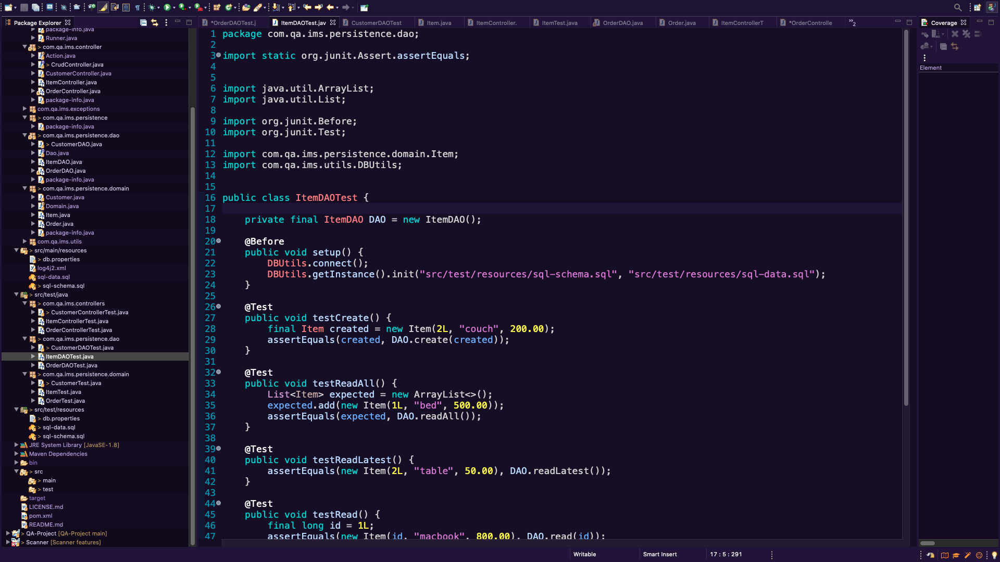 Package Explorer
package-info.java
Runner.java
> com.qa.ims.controller
Action.java
> CrudController.java
CustomerController.java
ItemController.java
OrderController.java
package-info.java
com.qa.ims.exceptions
> com.qa.ims.persistence
package-info.java
> com.qa.ims.persistence.dao
> CustomerDAO.java
Dao.java
ItemDAO.java
OrderDAO.java
package-info.java
> com.qa.ims.persistence.domain
Customer.java
Domain.java
Item.java
Order.java
package-info.java
com.qa.ims.utils
> src/main/resources
> db.properties
log4j2.xml
sql-data.sql
> sql-schema.sql
> src/test/java
> com.qa.ims.controllers
> CustomerControllerTest.java
ItemControllerTest.java
OrderControllerTest.java
> com.qa.ims.persistence.dao
> CustomerDAOTest.java
ItemDAOTest.java
OrderDAOTest.java
> com.qa.ims.persistence.domain
> CustomerTest.java
ItemTest.java
OrderTest.java
> src/test/resources
> db.properties
> sql-data.sql
> sql-schema.sql
JRE System Library [JavaSE-1.8]
Maven Dependencies
bin
> src
> main
> test
target
LICENSE.md
pom.xml
README.md
> QA-Project [QA-Project main]
> Scanner [Scanner features]
*OrderDAOTest.j
ItemDAOTest.jav
CustomerDAOTest
Item.java
ItemController.
ItemTest.java
OrderDAO.java
Order.java
ItemControllerT
*OrderControlle
»2
1 package com.qa.ims.persistence.dao;
2
3 import static org.junit.Assert.assertEquals;
4
5
6 import java.util.ArrayList;
7 import java.util.List;
8
9 import org.junit.Before;
10 import org.junit.Test;
11
12 import com.qa.ims.persistence.domain.Item;
13 import com.qa.ims.utils.DBUtils;
14
15
16 public class ItemDAOTest {
17
18     private final ItemDAO DAO = new ItemDAO();
19
20     @Before
21     public void setup() {
22         DBUtils.connect();
23         DBUtils.getInstance().init("src/test/resources/sql-schema.sql", "src/test/resources/sql-data.sql");
24     }
25
26     @Test
27     public void testCreate() {
28         final Item created = new Item(2L, "couch", 200.00);
29         assertEquals(created, DAO.create(created));
30     }
31
32     @Test
33     public void testReadAll() {
34         List<Item> expected = new ArrayList<>();
35         expected.add(new Item(1L, "bed", 500.00));
36         assertEquals(expected, DAO.readAll());
37     }
38
39     @Test
40     public void testReadLatest() {
41         assertEquals(new Item(2L, "table", 50.00), DAO.readLatest());
42     }
43
44     @Test
45     public void testRead() {
46         final long id = 1L;
47         assertEquals(new Item(id, "macbook", 800.00), DAO.read(id));
Coverage
Element
Writable
Smart Insert
17 : 5 : 291